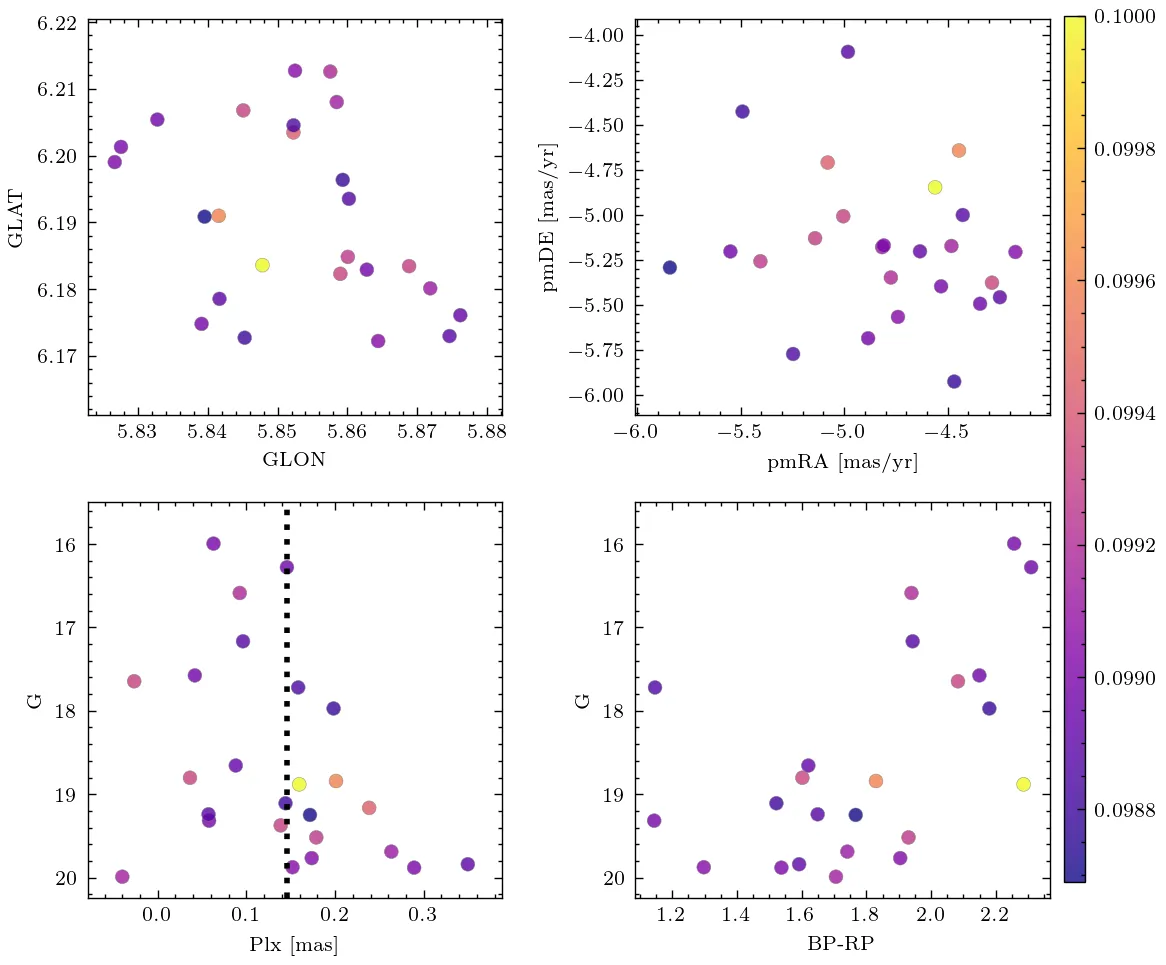 6.22
6.21
6.20
6.19
6.18
6.17
GLAT
5.83 5.84 5.85 5.86 5.87 5.88
GLON
−4.00
−4.25
−4.50
−4.75
−5.00
−5.25
−5.50
−5.75
−6.00
pmDE [mas/yr]
−6.0 −5.5 −5.0 −4.5
pmRA [mas/yr]
16
17
18
19
20
G
0.0 0.1 0.2 0.3
Plx [mas]
16
17
18
19
20
G
1.2 1.4 1.6 1.8 2.0 2.2
BP-RP
0.1000
0.0998
0.0996
0.0994
0.0992
0.0990
0.0988